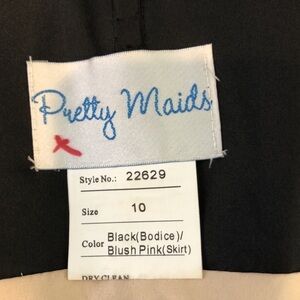 Pretty Maids
Style No.: 22629
Size 10
Color Black(Bodice)/
Blush Pink(Skirt)
DRY CLEAN